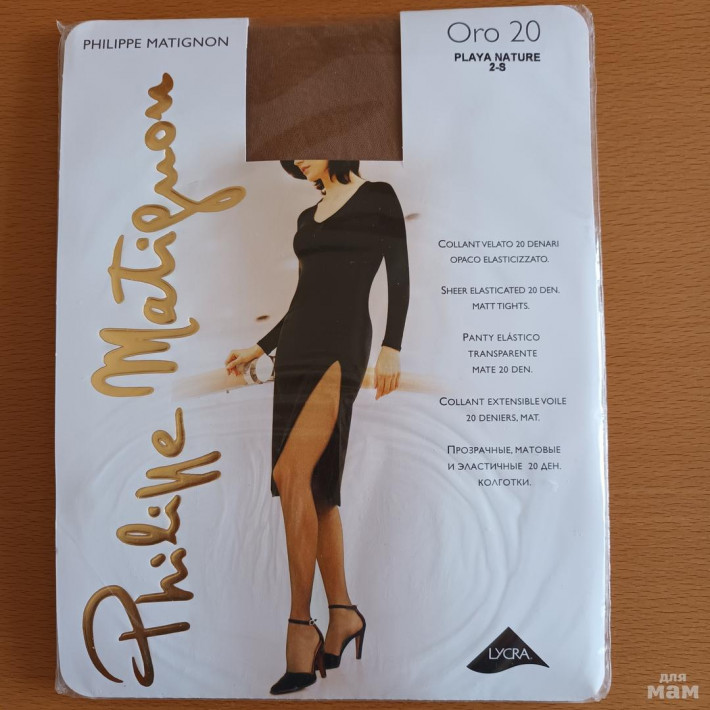 PHILIPPE MATIGNON
Oro 20
PLAYA NATURE
2-S
Philippe Matignon
COLLANT VELATO 20 DENARI
OPACO ELASTICIZZATO.
SHEER ELASTICATED 20 DEN.
MATT TIGHTS.
PANTY ELÁSTICO
TRANSPARENTE
MATE 20 DEN.
COLLANT EXTENSIBLE VOILE
20 DENIERS, MAT.
ПРОЗРАЧНЫЕ, МАТОВЫЕ
И ЭЛАСТИЧНЫЕ 20 ДЕН.
КОЛГОТКИ.
LYCRA.
для
мам